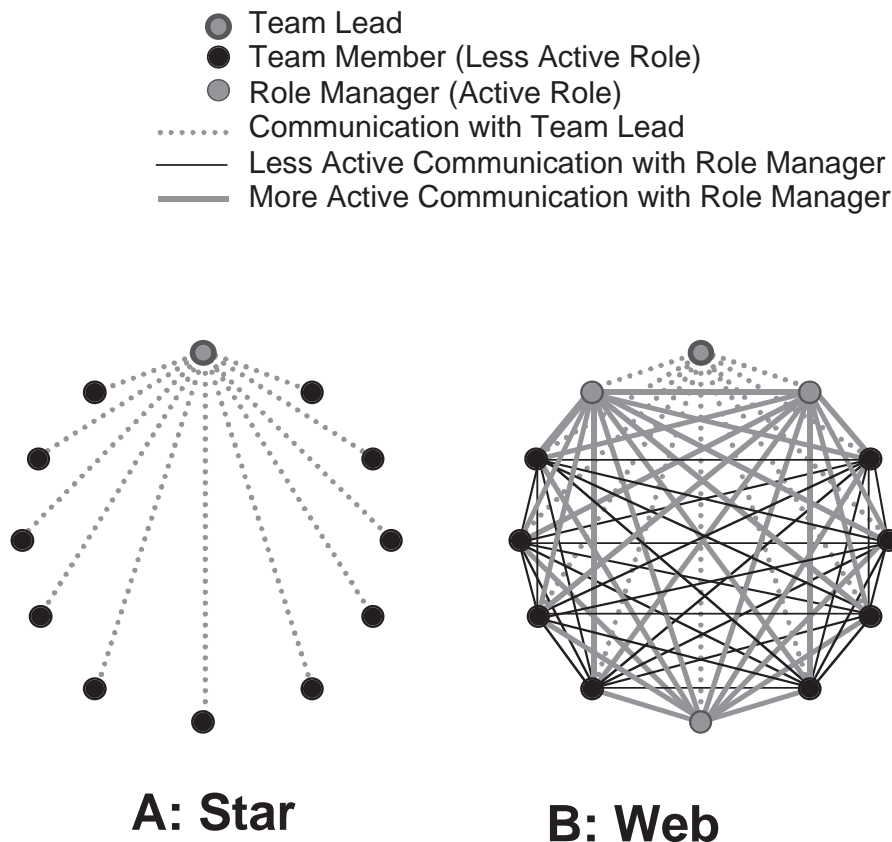 Team Lead
Team Member (Less Active Role)
Role Manager (Active Role)
Communication with Team Lead
Less Active Communication with Role Manager
More Active Communication with Role Manager
A: Star
B: Web